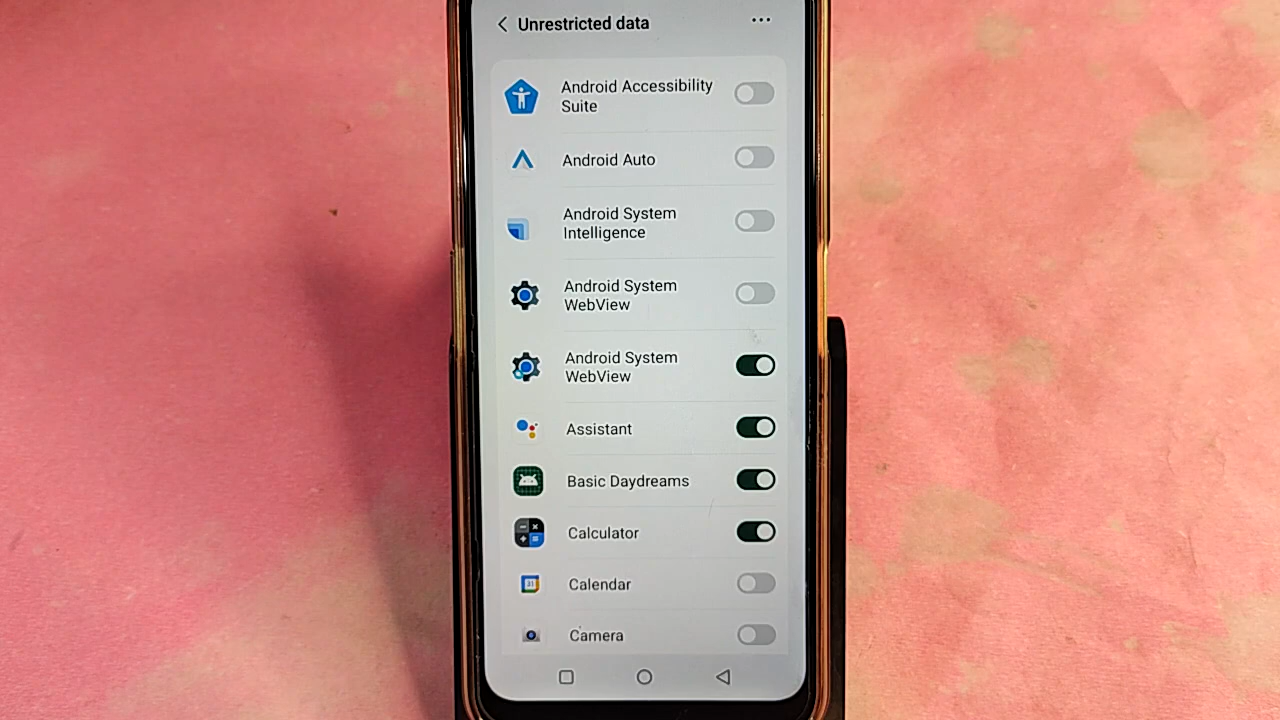 Unrestricted data
Android Accessibility
Suite
Android Auto
Android System
Intelligence
Android System
WebView
Android System
WebView
Assistant
Basic Daydreams
Calculator
31
Calendar
Camera